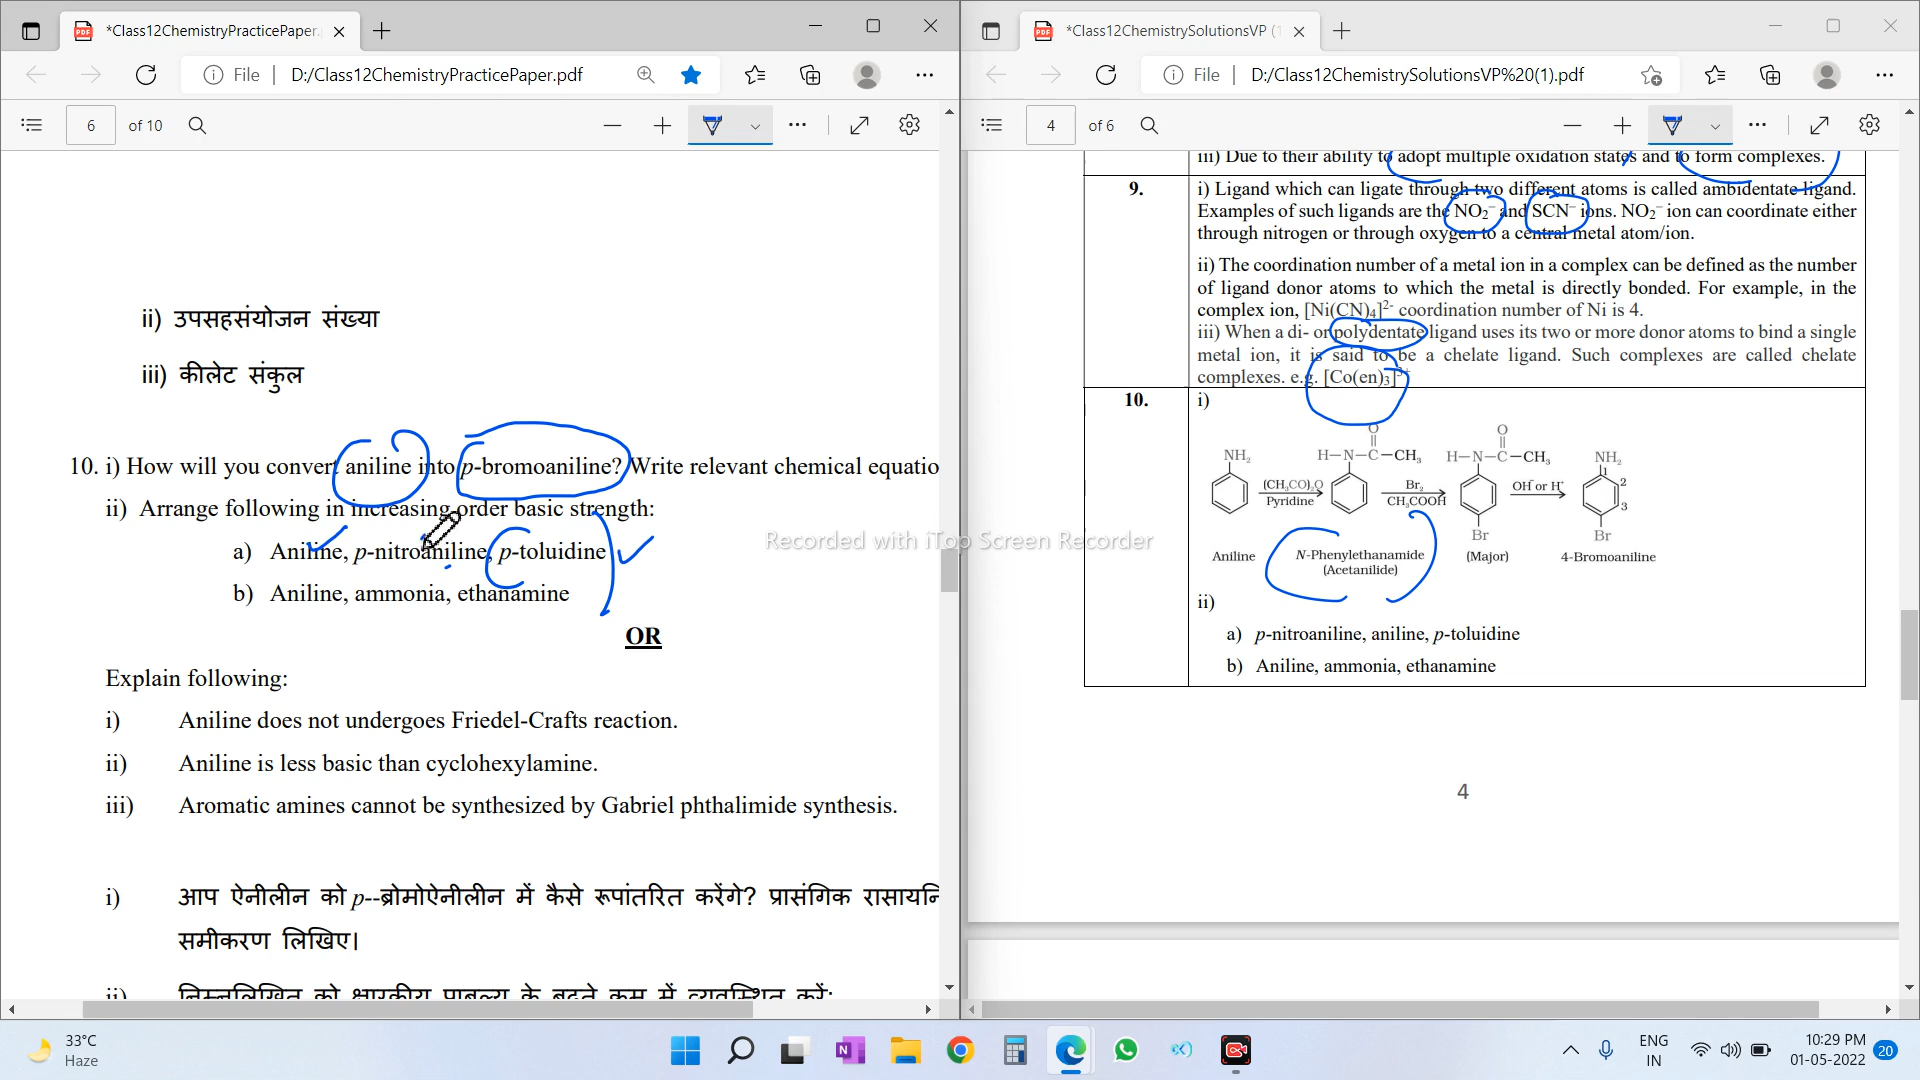 *Class12ChemistryPracticePaper.
File
D:/Class12ChemistryPracticePaper.pdf
6 of 10
ii) उपसहसंयोजन संख्या
iii) कीलेट संकुल
10. i) How will you convert aniline into p-bromoaniline? Write relevant chemical equatio
ii) Arrange following in increasing order basic strength:
a) Aniline, p-nitroaniline, p-toluidine
b) Aniline, ammonia, ethanamine
OR
Explain following:
i) Aniline does not undergoes Friedel-Crafts reaction.
ii) Aniline is less basic than cyclohexylamine.
iii) Aromatic amines cannot be synthesized by Gabriel phthalimide synthesis.
i) आप ऐनीलीन को p--ब्रोमोऐनीलीन में कैसे रूपांतरित करेंगे? प्रासंगिक रासायनि
समीकरण लिखिए।
ii) निम्नलिखित को क्षारकीय प्राबल्य के बढ़ते क्रम में व्यवस्थित करें:
*Class12ChemistrySolutionsVP (1
File
D:/Class12ChemistrySolutionsVP%20(1).pdf
4 of 6
iii) Due to their ability to adopt multiple oxidation states and to form complexes.
9.
i) Ligand which can ligate through two different atoms is called ambidentate ligand.
Examples of such ligands are the NO₂⁻ and SCN⁻ ions. NO₂⁻ ion can coordinate either
through nitrogen or through oxygen to a central metal atom/ion.
ii) The coordination number of a metal ion in a complex can be defined as the number
of ligand donor atoms to which the metal is directly bonded. For example, in the
complex ion, [Ni(CN)₄]²⁻ coordination number of Ni is 4.
iii) When a di- or polydentate ligand uses its two or more donor atoms to bind a single
metal ion, it is said to be a chelate ligand. Such complexes are called chelate
complexes. e.g. [Co(en)₃]³⁺
10.
i)
O O
NH₂ H–N–C–CH₃ H–N–C–CH₃ NH₂
(CH₃CO)₂O Br₂ OH⁻ or H⁺ 1 2
Pyridine CH₃COOH 3
Br Br
Aniline N-Phenylethanamide (Major) 4-Bromoaniline
(Acetanilide)
ii)
a) p-nitroaniline, aniline, p-toluidine
b) Aniline, ammonia, ethanamine
4
Recorded with iTop Screen Recorder
33°C
Haze
ENG
IN
10:29 PM
01-05-2022
20